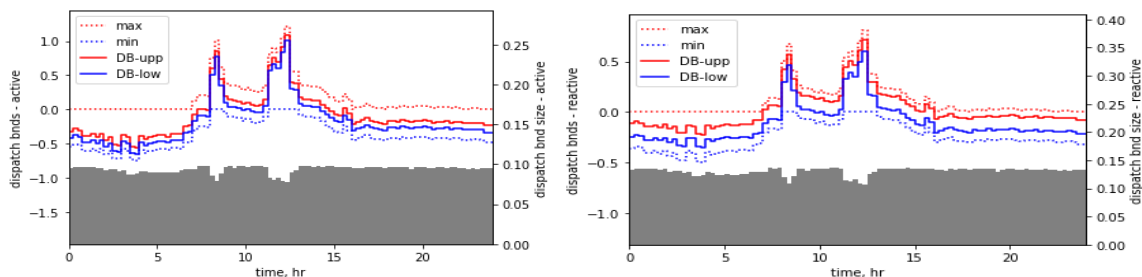 max
min
DB-upp
DB-low
1.0
0.5
0.0
−0.5
−1.0
−1.5
0.25
0.20
0.15
0.10
0.05
0.00
0
5
10
15
20
time, hr
dispatch bnds - active
dispatch bnd size - active
max
min
DB-upp
DB-low
0.5
0.0
−0.5
−1.0
0.40
0.35
0.30
0.25
0.20
0.15
0.10
0.05
0.00
0
5
10
15
20
time, hr
dispatch bnds - reactive
dispatch bnd size - reactive